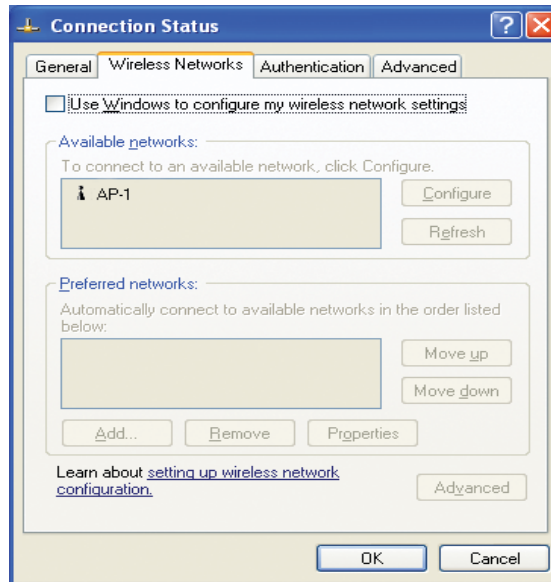 Connection Status
General Wireless Networks Authentication Advanced
Use Windows to configure my wireless network settings
Available networks:
To connect to an available network, click Configure.
AP-1
Configure
Refresh
Preferred networks:
Automatically connect to available networks in the order listed
below:
Move up
Move down
Add... Remove Properties
Learn about setting up wireless network
configuration.
Advanced
OK Cancel